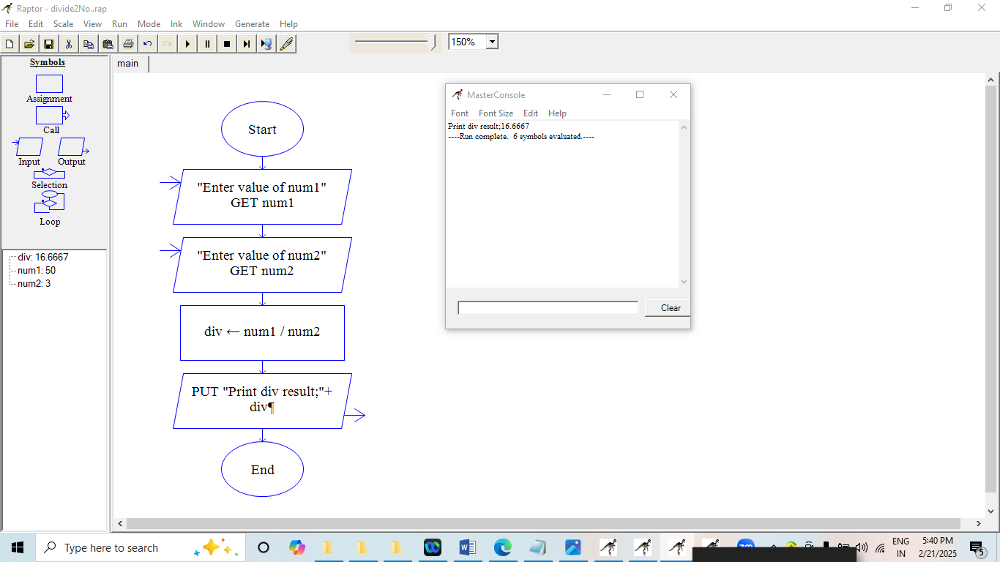 Raptor - divide2No..rap
File Edit Scale View Run Mode Ink Window Generate Help
150%
Symbols
Assignment
Call
Input Output
Selection
Loop
div: 16.6667
num1: 50
num2: 3
main
Start
"Enter value of num1"
GET num1
"Enter value of num2"
GET num2
div ← num1 / num2
PUT "Print div result;"+
div¶
End
MasterConsole
Font Font Size Edit Help
Print div result;16.6667
----Run complete. 6 symbols evaluated.----
Clear
Type here to search
zm
ENG
IN
5:40 PM
2/21/2025
5